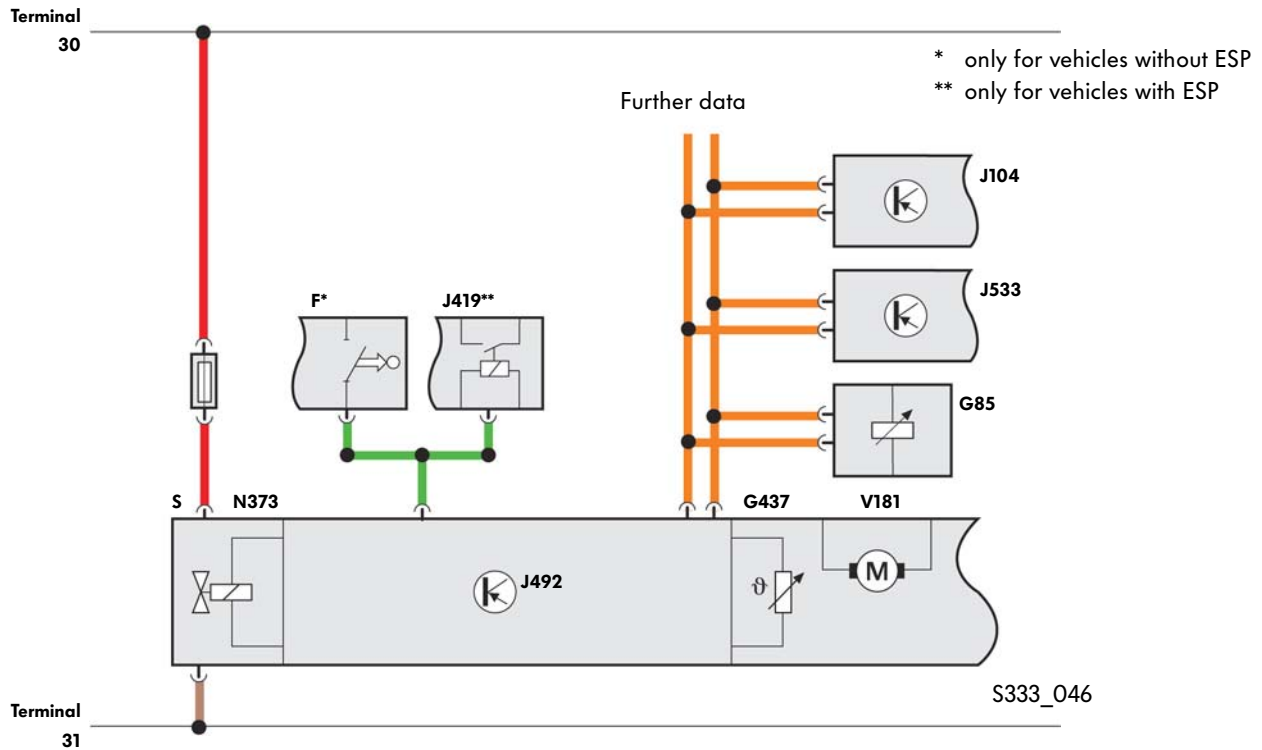 Terminal
30
* only for vehicles without ESP
** only for vehicles with ESP
Further data
J104
J533
F*
J419**
G85
S
N373
G437
V181
ϑ
M
J492
S333_046
Terminal
31